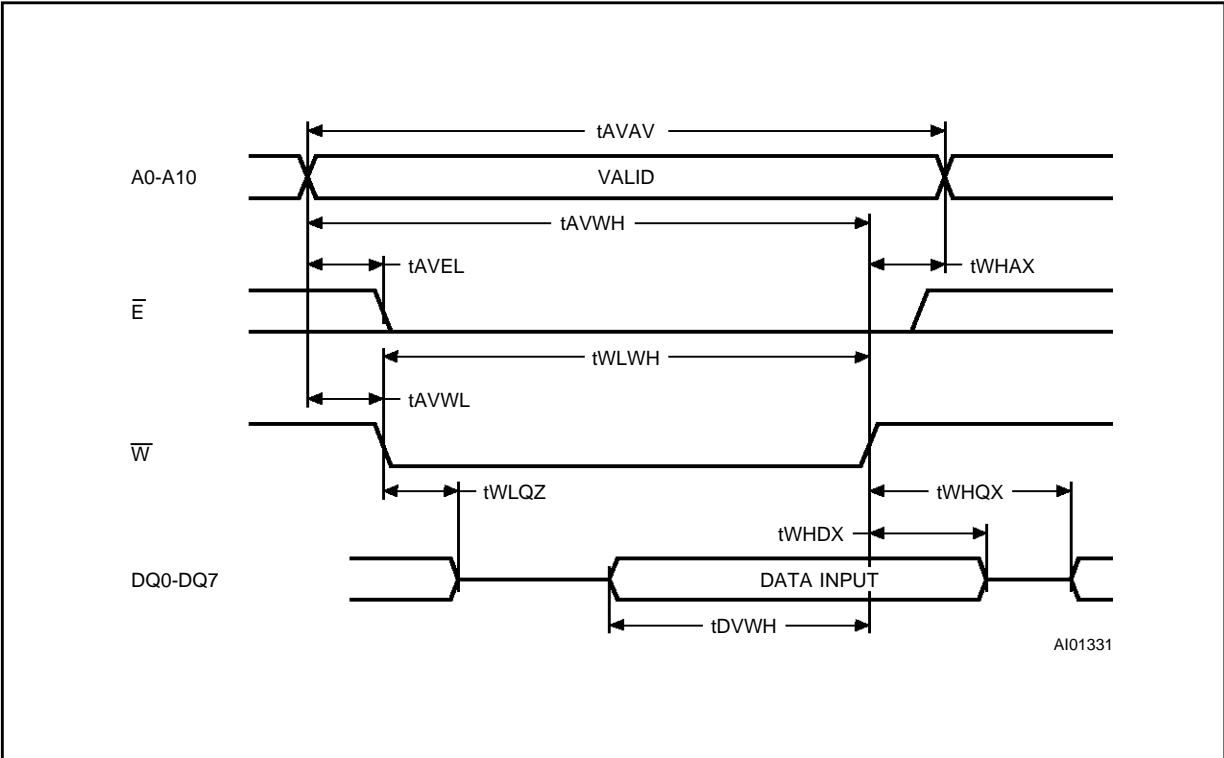 tAVAV
A0-A10
VALID
tAVWH
tAVEL
tWHAX
E̅
tWLWH
tAVWL
W̅
tWLQZ
tWHQX
tWHDX
DQ0-DQ7
DATA INPUT
tDVWH
AI01331